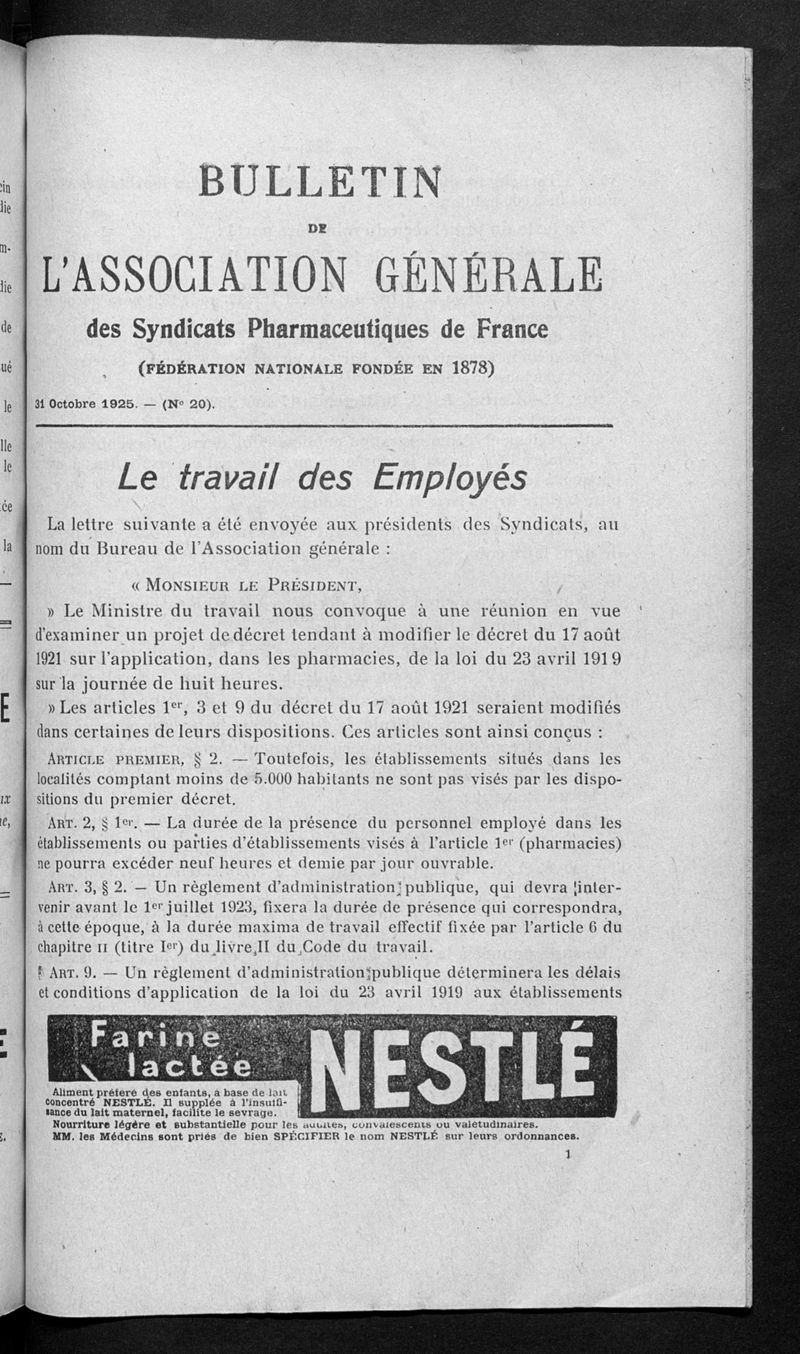 BULLETIN
DE
L'ASSOCIATION GÉNÉRALE
des Syndicats Pharmaceutiques de France
(FÉDÉRATION NATIONALE FONDÉE EN 1878)
31 Octobre 1925. — (No 20).
Le travail des Employés
La lettre suivante a été envoyée aux présidents des Syndicats, au
nom du Bureau de l'Association générale :
« MONSIEUR LE PRÉSIDENT,
» Le Ministre du travail nous convoque à une réunion en vue
d'examiner un projet de décret tendant à modifier le décret du 17 août
1921 sur l'application, dans les pharmacies, de la loi du 23 avril 1919
sur la journée de huit heures.
» Les articles 1er, 3 et 9 du décret du 17 août 1921 seraient modifiés
dans certaines de leurs dispositions. Ces articles sont ainsi conçus :
ARTICLE PREMIER, § 2. — Toutefois, les établissements situés dans les
localités comptant moins de 5.000 habitants ne sont pas visés par les dispo-
sitions du premier décret.
ART. 2, § 1er. — La durée de la présence du personnel employé dans les
établissements ou parties d'établissements visés à l'article 1er (pharmacies)
ne pourra excéder neuf heures et demie par jour ouvrable.
ART. 3, § 2. — Un règlement d'administration publique, qui devra inter-
venir avant le 1er juillet 1923, fixera la durée de présence qui correspondra,
à cette époque, à la durée maxima de travail effectif fixée par l'article 6 du
chapitre II (titre Ier) du livre II du Code du travail.
ART. 9. — Un règlement d'administration publique déterminera les délais
et conditions d'application de la loi du 23 avril 1919 aux établissements
Farine
lactée
NESTLÉ
Aliment préféré des enfants, à base de lait
concentré NESTLÉ. Il supplée à l'insuffi-
sance du lait maternel, facilite le sevrage.
Nourriture légère et substantielle pour les adultes, convalescents ou valétudinaires.
MM. les Médecins sont priés de bien SPÉCIFIER le nom NESTLÉ sur leurs ordonnances.
1